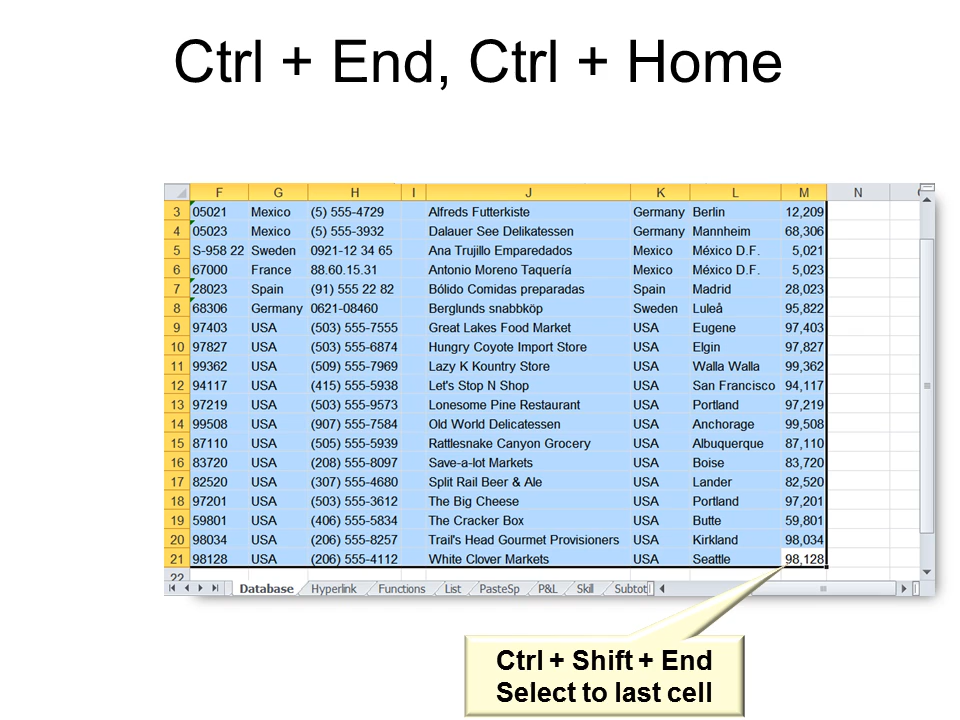 Ctrl + End, Ctrl + Home
F G H I J K L M N
3 05021 Mexico (5) 555-4729 Alfreds Futterkiste Germany Berlin 12,209
4 05023 Mexico (5) 555-3932 Dalauer See Delikatessen Germany Mannheim 68,306
5 S-958 22 Sweden 0921-12 34 65 Ana Trujillo Emparedados Mexico México D.F. 5,021
6 67000 France 88.60.15.31 Antonio Moreno Taquería Mexico México D.F. 5,023
7 28023 Spain (91) 555 22 82 Bólido Comidas preparadas Spain Madrid 28,023
8 68306 Germany 0621-08460 Berglunds snabbköp Sweden Luleå 95,822
9 97403 USA (503) 555-7555 Great Lakes Food Market USA Eugene 97,403
10 97827 USA (503) 555-6874 Hungry Coyote Import Store USA Elgin 97,827
11 99362 USA (509) 555-7969 Lazy K Kountry Store USA Walla Walla 99,362
12 94117 USA (415) 555-5938 Let's Stop N Shop USA San Francisco 94,117
13 97219 USA (503) 555-9573 Lonesome Pine Restaurant USA Portland 97,219
14 99508 USA (907) 555-7584 Old World Delicatessen USA Anchorage 99,508
15 87110 USA (505) 555-5939 Rattlesnake Canyon Grocery USA Albuquerque 87,110
16 83720 USA (208) 555-8097 Save-a-lot Markets USA Boise 83,720
17 82520 USA (307) 555-4680 Split Rail Beer & Ale USA Lander 82,520
18 97201 USA (503) 555-3612 The Big Cheese USA Portland 97,201
19 59801 USA (406) 555-5834 The Cracker Box USA Butte 59,801
20 98034 USA (206) 555-8257 Trail's Head Gourmet Provisioners USA Kirkland 98,034
21 98128 USA (206) 555-4112 White Clover Markets USA Seattle 98,128
22
Database Hyperlink Functions List PasteSp P&L Skill Subtot
Ctrl + Shift + End
Select to last cell